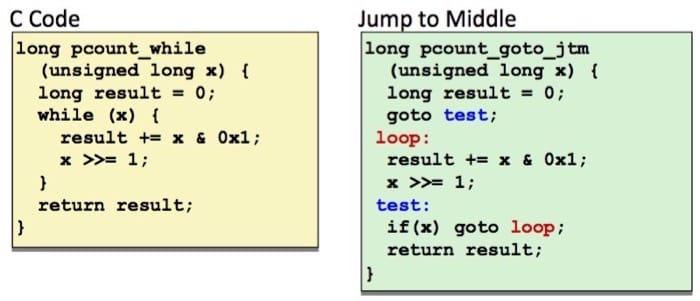 C Code
long pcount_while
(unsigned long x) {
long result = 0;
while (x) {
result += x & 0x1;
x >>= 1;
}
return result;
}
Jump to Middle
long pcount_goto_jtm
(unsigned long x) {
long result = 0;
goto test;
loop:
result += x & 0x1;
x >>= 1;
test:
if(x) goto loop;
return result;
}